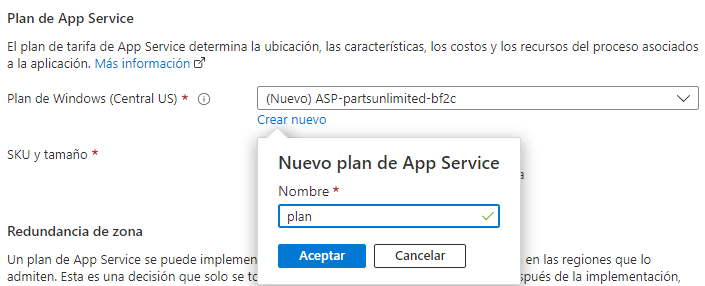 Plan de App Service
El plan de tarifa de App Service determina la ubicación, las características, los costos y los recursos del proceso asociados
a la aplicación. Más información
Plan de Windows (Central US) *
(Nuevo) ASP-partsunlimited-bf2c
Crear nuevo
SKU y tamaño *
Nuevo plan de App Service
Nombre *
plan
Aceptar Cancelar
Redundancia de zona
Un plan de App Service se puede implemen en las regiones que lo
admiten. Esta es una decisión que solo se to spués de la implementación,